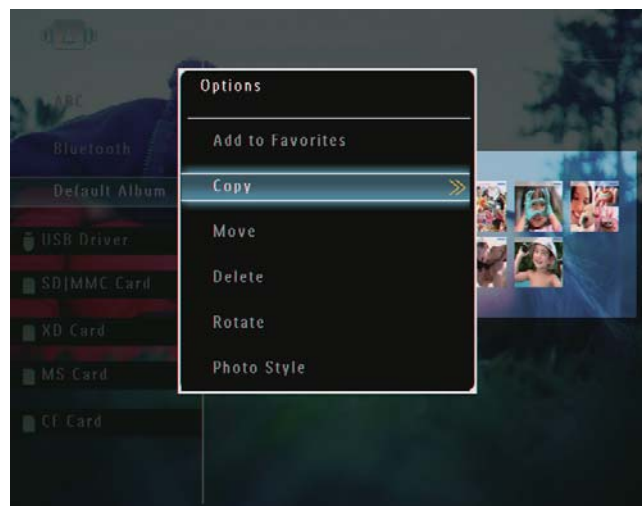 ABC
Bluetooth
Default Album
USB Driver
SD|MMC Card
XD Card
MS Card
CF Card
Options
Add to Favorites
Copy
Move
Delete
Rotate
Photo Style